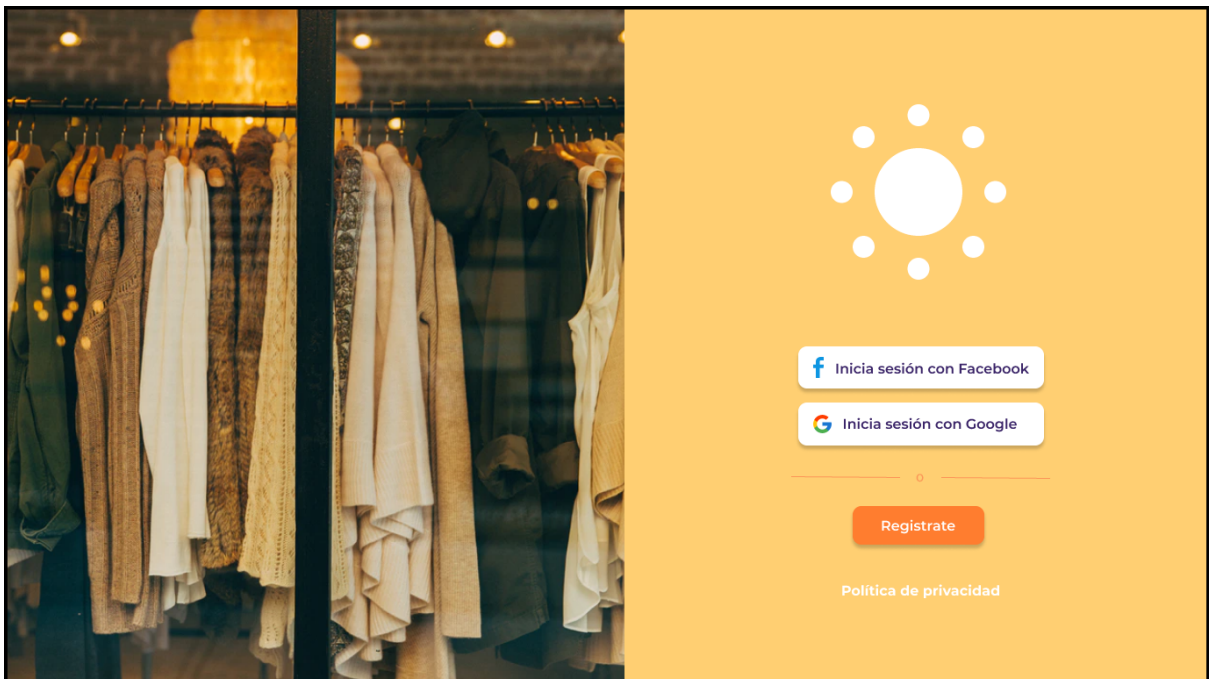 Inicia sesión con Facebook
Inicia sesión con Google
o
Registrate
Política de privacidad